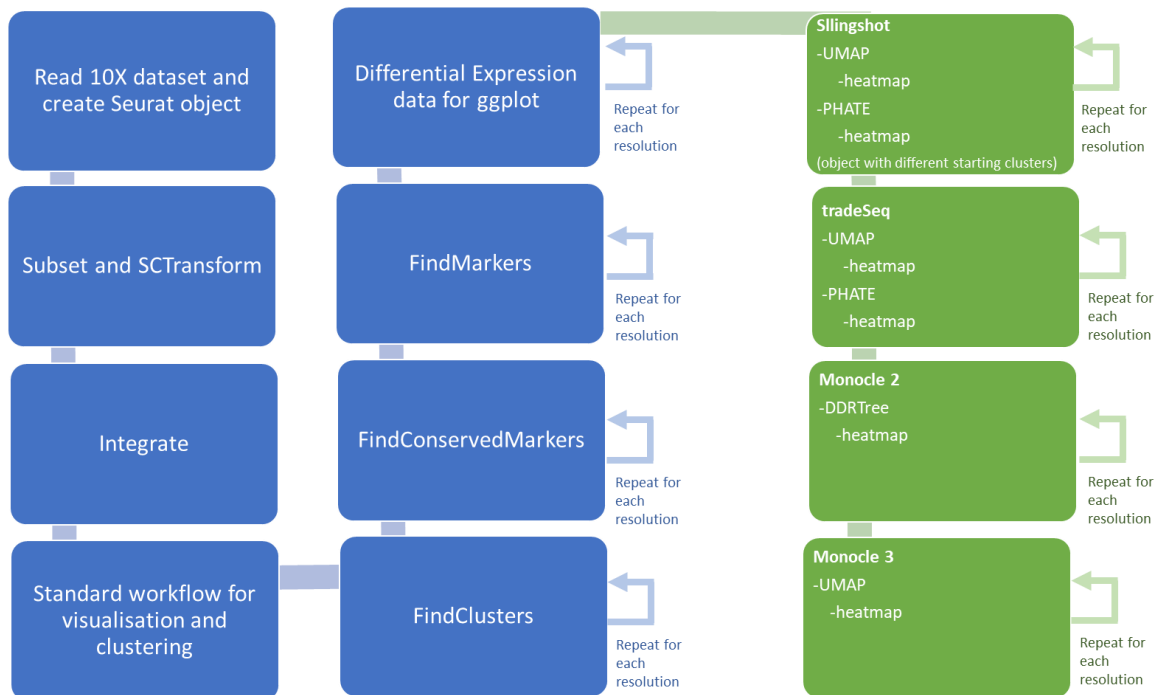 Read 10X dataset and
create Seurat object
Subset and SCTransform
Integrate
Standard workflow for
visualisation and
clustering
Differential Expression
data for ggplot
Repeat for
each
resolution
FindMarkers
Repeat for
each
resolution
FindConservedMarkers
Repeat for
each
resolution
FindClusters
Repeat for
each
resolution
Sllingshot
-UMAP
-heatmap
-PHATE
-heatmap
(object with different starting clusters)
Repeat for
each
resolution
tradeSeq
-UMAP
-heatmap
-PHATE
-heatmap
Repeat for
each
resolution
Monocle 2
-DDRTree
-heatmap
Repeat for
each
resolution
Monocle 3
-UMAP
-heatmap
Repeat for
each
resolution